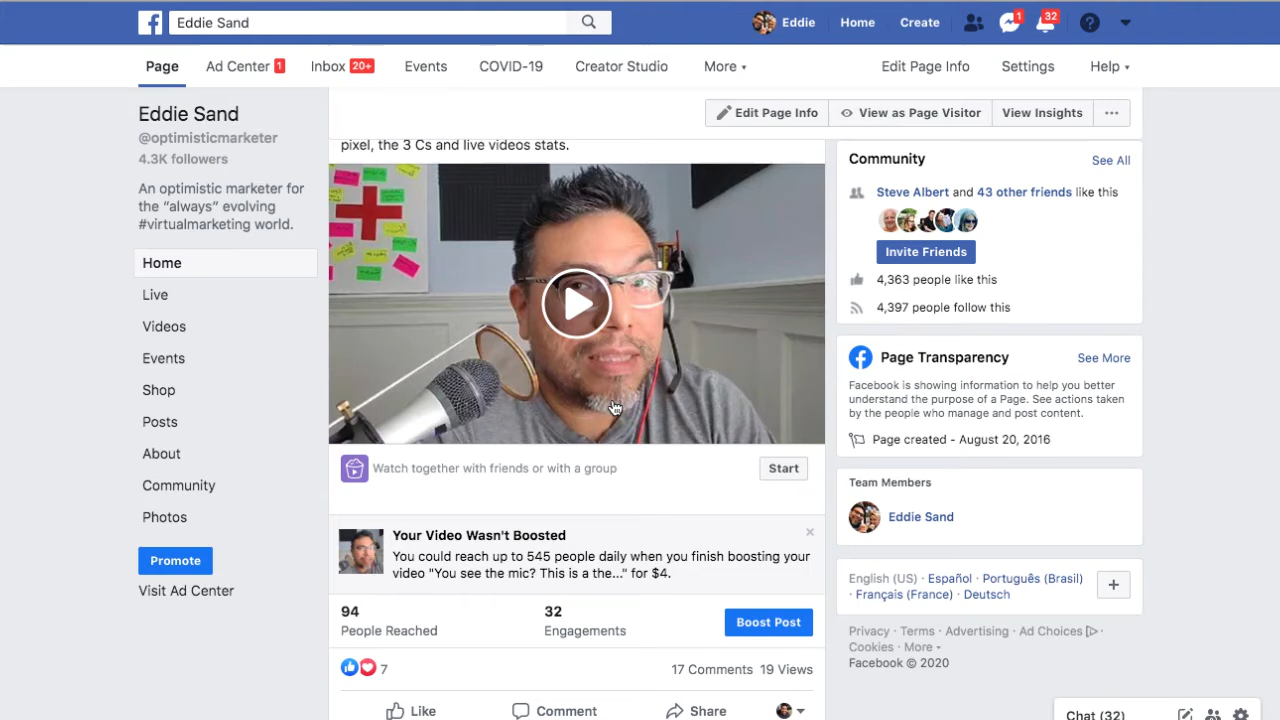 Eddie Sand
Eddie
Home
Create
1
32
Page
Ad Center 1
Inbox 20+
Events
COVID-19
Creator Studio
More
Edit Page Info
Settings
Help
Eddie Sand
@optimisticmarketer
4.3K followers
An optimistic marketer for
the “always” evolving
#virtualmarketing world.
Home
Live
Videos
Events
Shop
Posts
About
Community
Photos
Promote
Visit Ad Center
Edit Page Info
View as Page Visitor
View Insights
pixel, the 3 Cs and live videos stats.
Watch together with friends or with a group
Start
Your Video Wasn't Boosted
You could reach up to 545 people daily when you finish boosting your
video "You see the mic? This is a the..." for $4.
94
People Reached
32
Engagements
Boost Post
7
17 Comments 19 Views
Like
Comment
Share
Community
See All
Steve Albert and 43 other friends like this
Invite Friends
4,363 people like this
4,397 people follow this
Page Transparency
See More
Facebook is showing information to help you better
understand the purpose of a Page. See actions taken
by the people who manage and post content.
Page created - August 20, 2016
Team Members
Eddie Sand
English (US) · Español · Português (Brasil)
· Français (France) · Deutsch
Privacy · Terms · Advertising · Ad Choices ·
Cookies · More
Facebook © 2020
Chat (32)